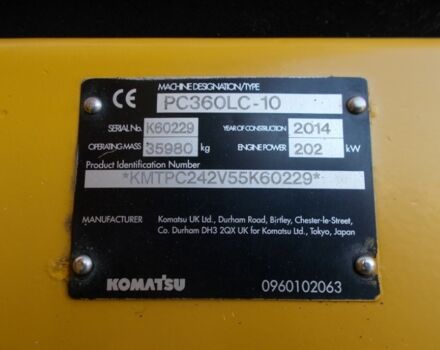 CE
MACHINE DESIGNATION/TYPE
PC360LC-10
SERIAL No. K60229 YEAR OF CONSTRUCTION 2014
OPERATING MASS 35980 kg ENGINE POWER 202 kW
Product Identification Number
*KMTPC242V55K60229*
MANUFACTURER Komatsu UK Ltd., Durham Road, Birtley, Chester-le-Street,
Co. Durham DH3 2QX UK for Komatsu Ltd., Tokyo, Japan
KOMATSU 0960102063